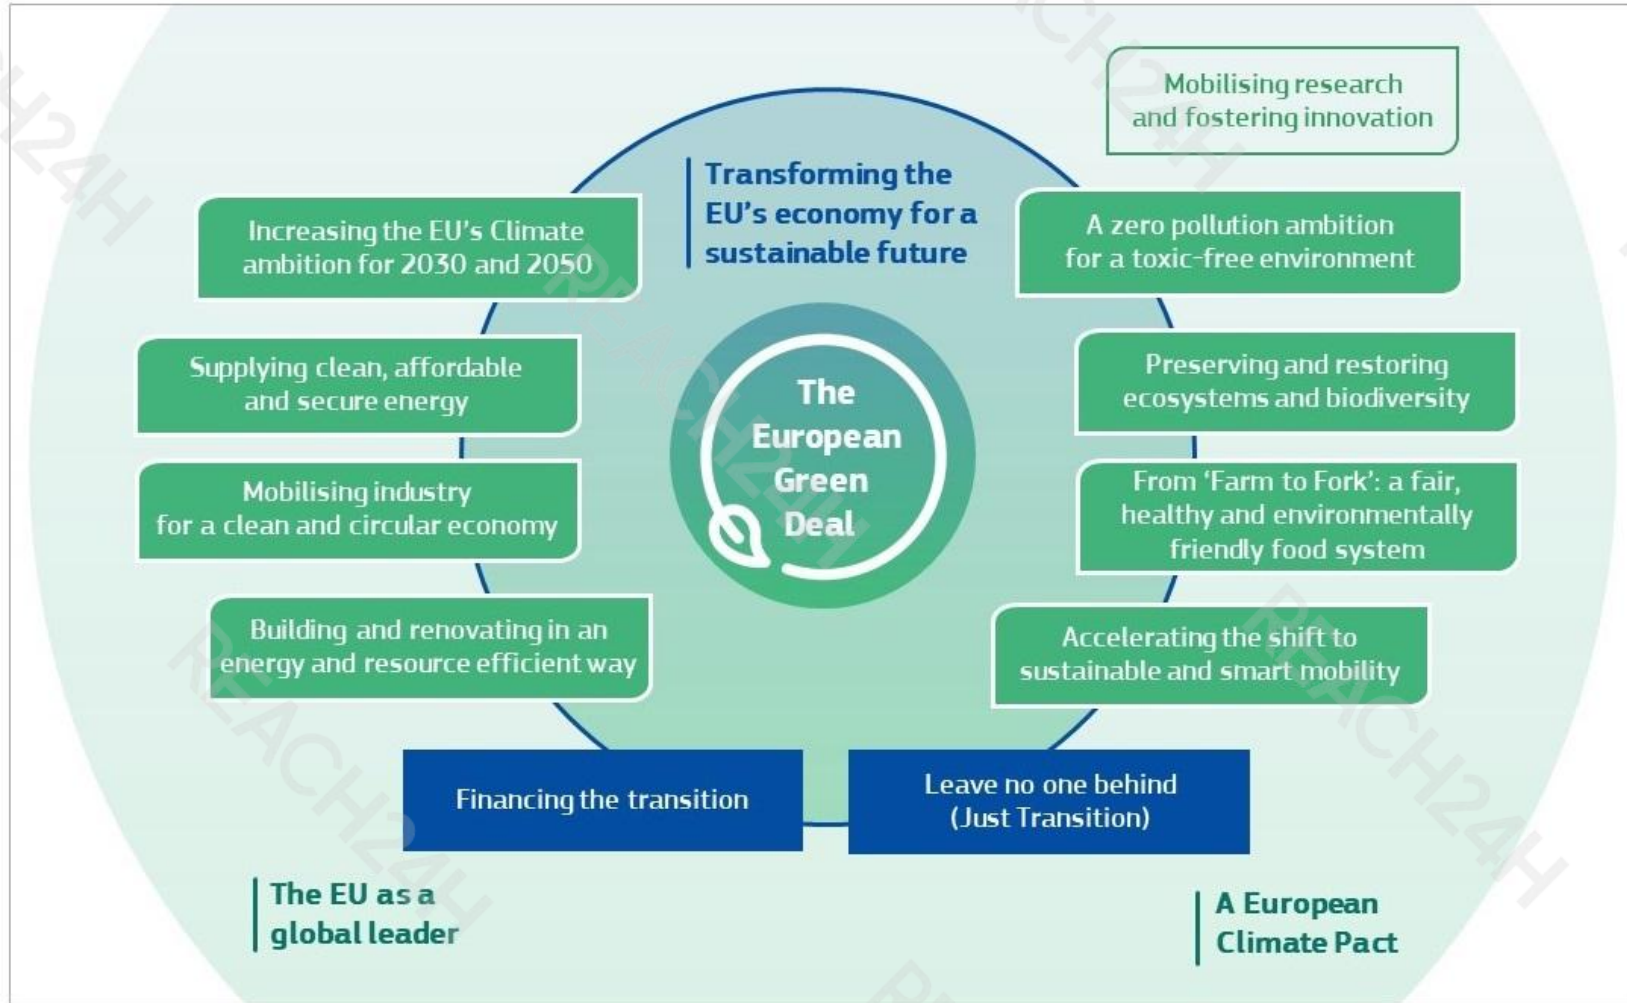 Mobilising research
and fostering innovation
Transforming the
EU's economy for a
sustainable future
Increasing the EU's Climate
ambition for 2030 and 2050
A zero pollution ambition
for a toxic-free environment
Supplying clean, affordable
and secure energy
The
European
Green
Deal
Preserving and restoring
ecosystems and biodiversity
Mobilising industry
for a clean and circular economy
From ‘Farm to Fork’: a fair,
healthy and environmentally
friendly food system
Building and renovating in an
energy and resource efficient way
Accelerating the shift to
sustainable and smart mobility
Financing the transition
Leave no one behind
(Just Transition)
The EU as a
global leader
A European
Climate Pact
REACH24H
REACH24H
REACH24H